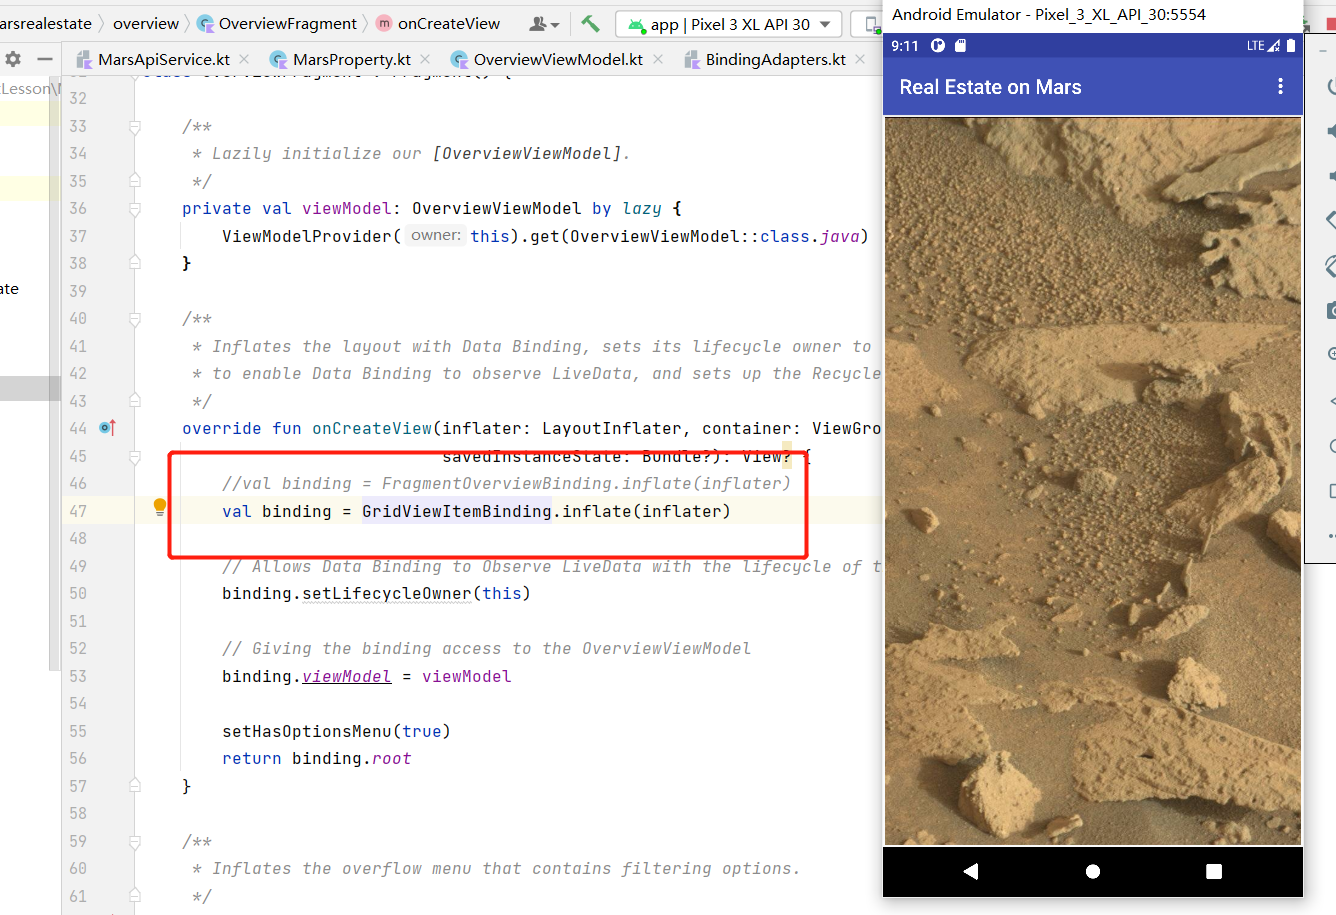 arsrealestate overview OverviewFragment m onCreateView app | Pixel 3 XL API 30
MarsApiService.kt MarsProperty.kt OverviewViewModel.kt BindingAdapters.kt
Lesson\
ate
32
33 /**
34 * Lazily initialize our [OverviewViewModel].
35 */
36 private val viewModel: OverviewViewModel by lazy {
37 ViewModelProvider( owner: this).get(OverviewViewModel::class.java)
38 }
39
40 /**
41 * Inflates the layout with Data Binding, sets its lifecycle owner to
42 * to enable Data Binding to observe LiveData, and sets up the Recycle
43 */
44 override fun onCreateView(inflater: LayoutInflater, container: ViewGro
45 savedInstanceState: Bundle?): View? {
46 //val binding = FragmentOverviewBinding.inflate(inflater)
47 val binding = GridViewItemBinding.inflate(inflater)
48
49 // Allows Data Binding to Observe LiveData with the lifecycle of t
50 binding.setLifecycleOwner(this)
51
52 // Giving the binding access to the OverviewViewModel
53 binding.viewModel = viewModel
54
55 setHasOptionsMenu(true)
56 return binding.root
57 }
58
59 /**
60 * Inflates the overflow menu that contains filtering options.
61 */
Android Emulator - Pixel_3_XL_API_30:5554
9:11 LTE
Real Estate on Mars